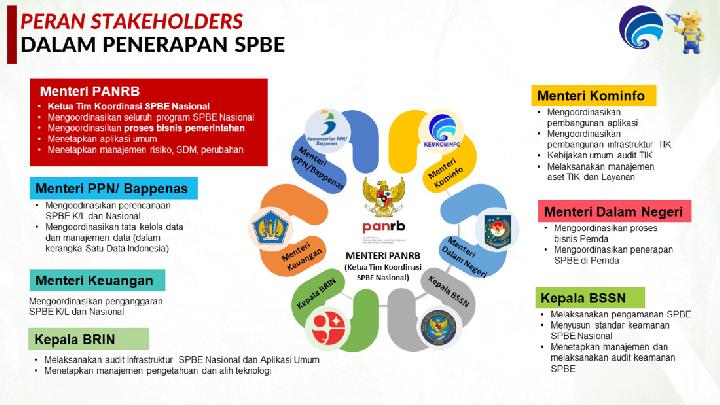 PERAN STAKEHOLDERS
DALAM PENERAPAN SPBE
Menteri PANRB
• Ketua Tim Koordinasi SPBE Nasional
• Mengoordinasikan seluruh program SPBE Nasional
• Mengoordinasikan proses bisnis pemerintahan
• Menetapkan aplikasi umum
• Menetapkan manajemen risiko, SDM, perubahan
Menteri PPN/ Bappenas
• Mengoordinasikan perencanaan
SPBE K/L dan Nasional
• Mengoordinasikan tata kelola data
dan manajemen data (dalam
kerangka Satu Data Indonesia)
Menteri Keuangan
Mengoordinasikan penganggaran
SPBE K/L dan Nasional
Kepala BRIN
• Melaksanakan audit Infrastruktur SPBE Nasional dan Aplikasi Umum
• Menetapkan manajemen pengetahuan dan alih teknologi
Kementerian PPN/
Bappenas
Menteri
PPN/Bappenas
KEMKOMINFO
Menteri
Kominfo
Menteri
Keuangan
panrb
MENTERI PANRB
(Ketua Tim Koordinasi
SPBE Nasional)
Menteri
Dalam Negeri
Kepala BRIN
Kepala BSSN
Menteri Kominfo
• Mengoordinasikan
pembangunan aplikasi
• Mengoordinasikan
pembangunan infrastruktur TIK
• Kebijakan umum audit TIK
• Melaksanakan manajemen
aset TIK dan Layanan
Menteri Dalam Negeri
• Mengoordinasikan proses
bisnis Pemda
• Mengoordinasikan penerapan
SPBE di Pemda
Kepala BSSN
• Melaksanakan pengamanan SPBE
• Menyusun standar keamanan
SPBE Nasional
• Menetapkan manajemen dan
melaksanakan audit keamanan
SPBE